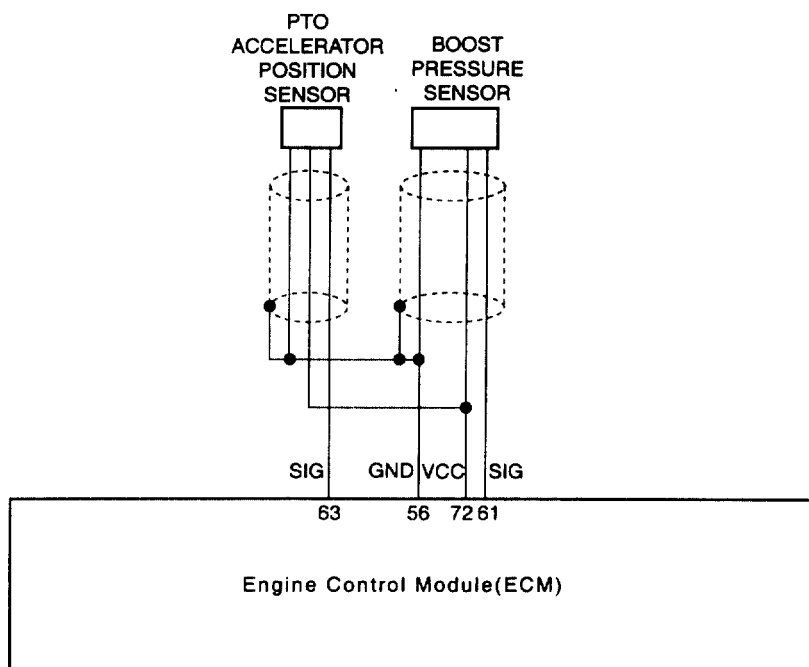 PTO
ACCELERATOR
POSITION
SENSOR
BOOST
PRESSURE
SENSOR
SIG GND VCC SIG
63 56 72 61
Engine Control Module(ECM)